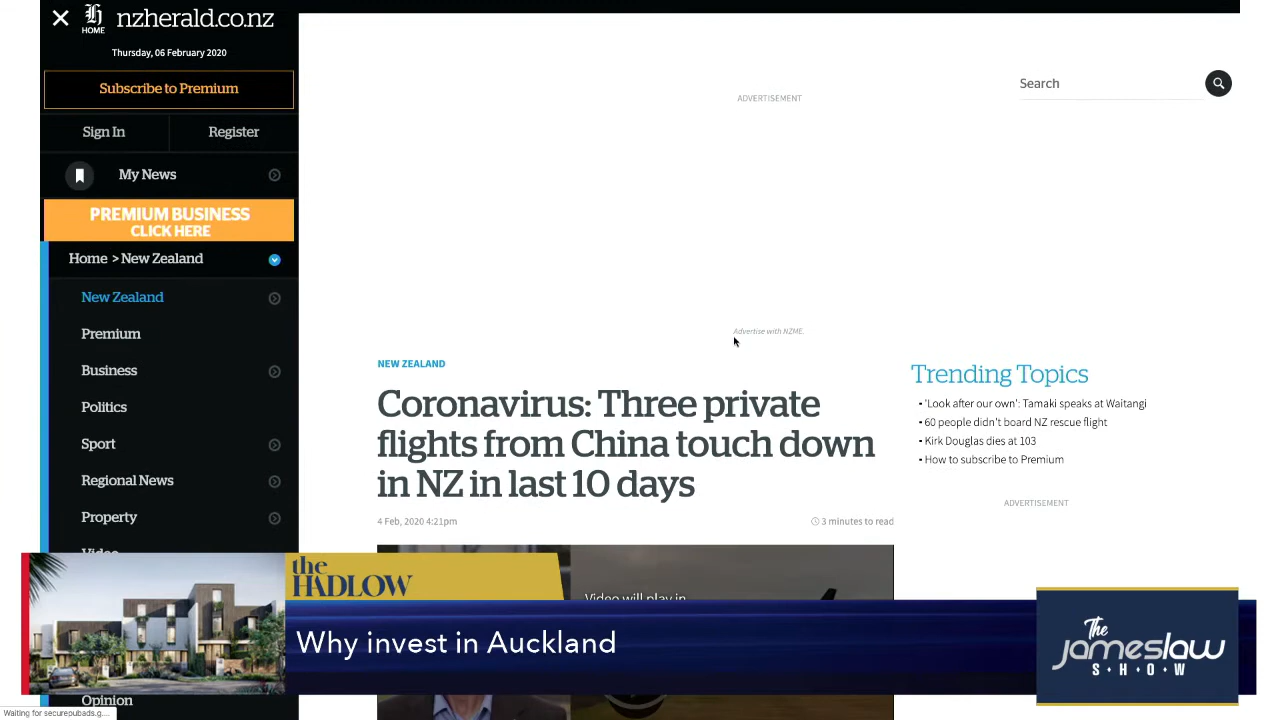 HOME
nzherald.co.nz
Thursday, 06 February 2020
Subscribe to Premium
Sign In
Register
My News
PREMIUM BUSINESS
CLICK HERE
Home > New Zealand
New Zealand
Premium
Business
Politics
Sport
Regional News
Property
Video
Opinion
Waiting for securepubads.g....
Search
ADVERTISEMENT
Advertise with NZME.
NEW ZEALAND
Coronavirus: Three private
flights from China touch down
in NZ in last 10 days
4 Feb, 2020 4:21pm
3 minutes to read
Video will play in
Trending Topics
▪ 'Look after our own': Tamaki speaks at Waitangi
▪ 60 people didn't board NZ rescue flight
▪ Kirk Douglas dies at 103
▪ How to subscribe to Premium
ADVERTISEMENT
the
HADLOW
Why invest in Auckland
The
jameslaw
S•H•O•W